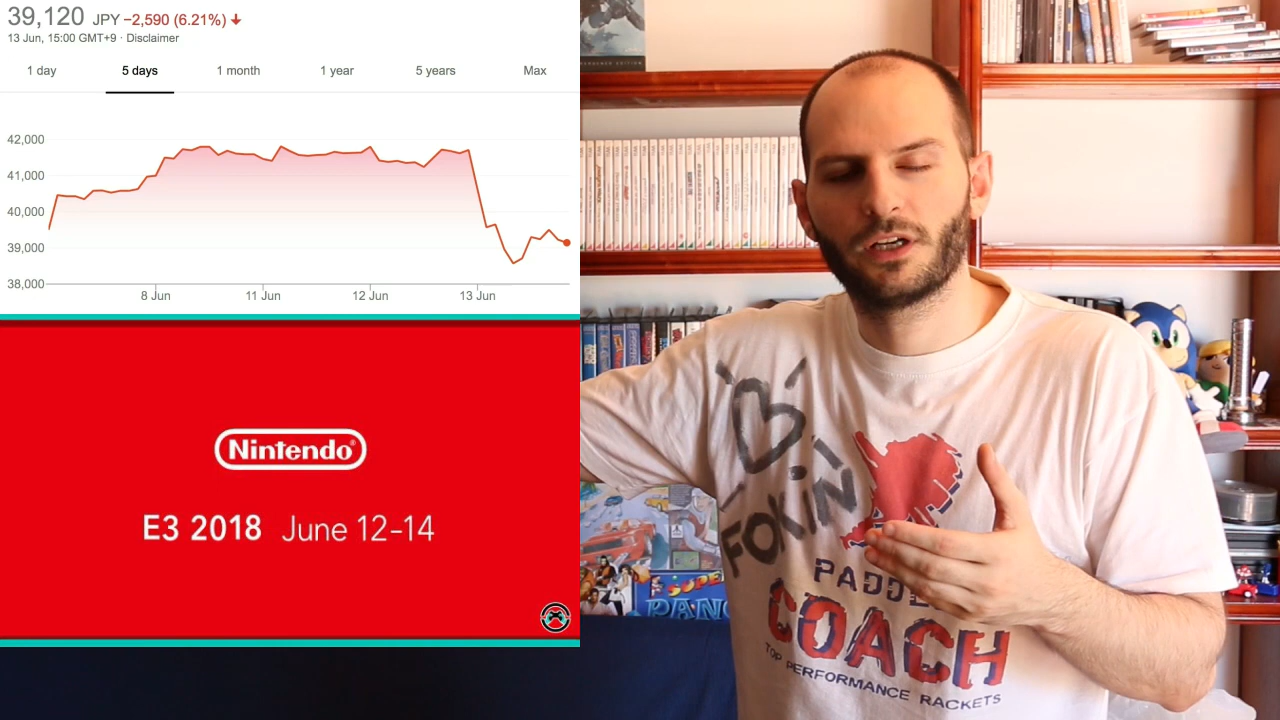 39,120 JPY −2,590 (6.21%) ↓
13 Jun, 15:00 GMT+9 · Disclaimer
1 day 5 days 1 month 1 year 5 years Max
42,000
41,000
40,000
39,000
38,000
8 Jun 11 Jun 12 Jun 13 Jun
Nintendo®
E3 2018 June 12-14
FOKIN
COACH
TOP PERFORMANCE RACKETS
SUPER